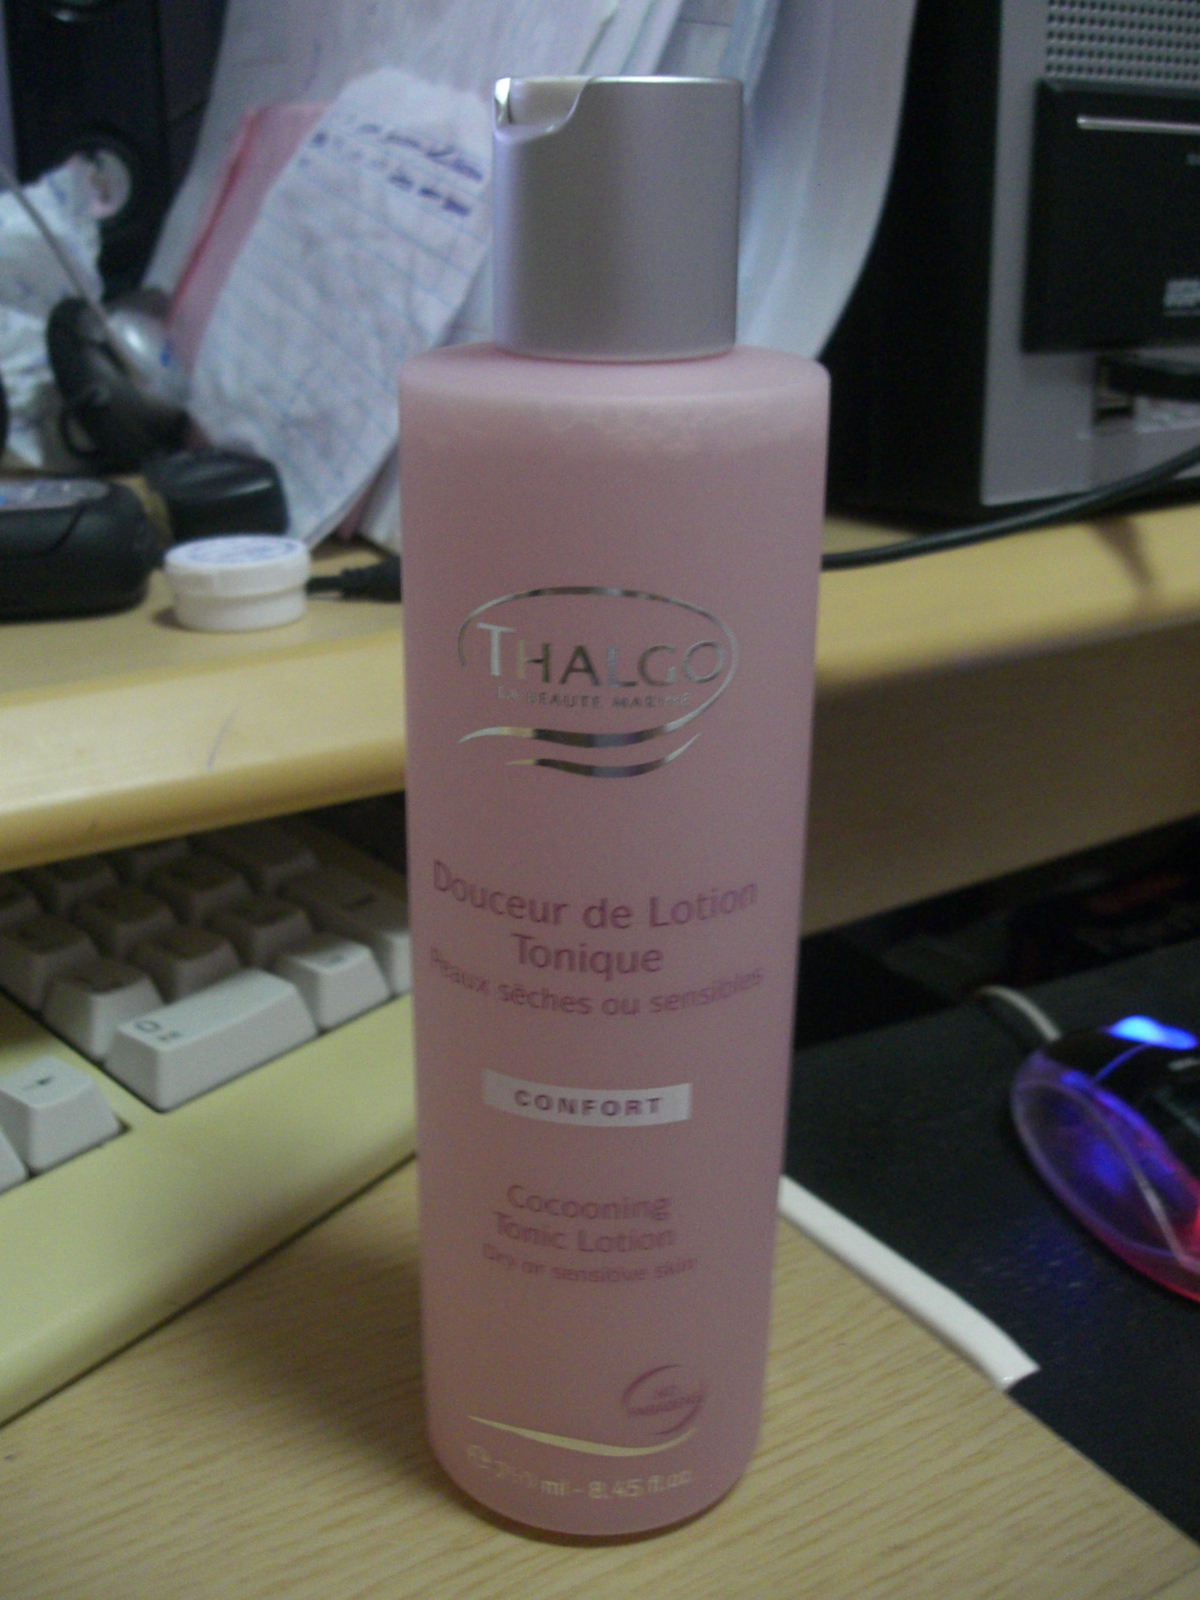 THALGO
LA BEAUTE MARINE
Douceur de Lotion
Tonique
Peaux sèches ou sensibles
CONFORT
Cocooning
Tonic Lotion
Dry or sensitive skin
ml - 8.45 fl.oz